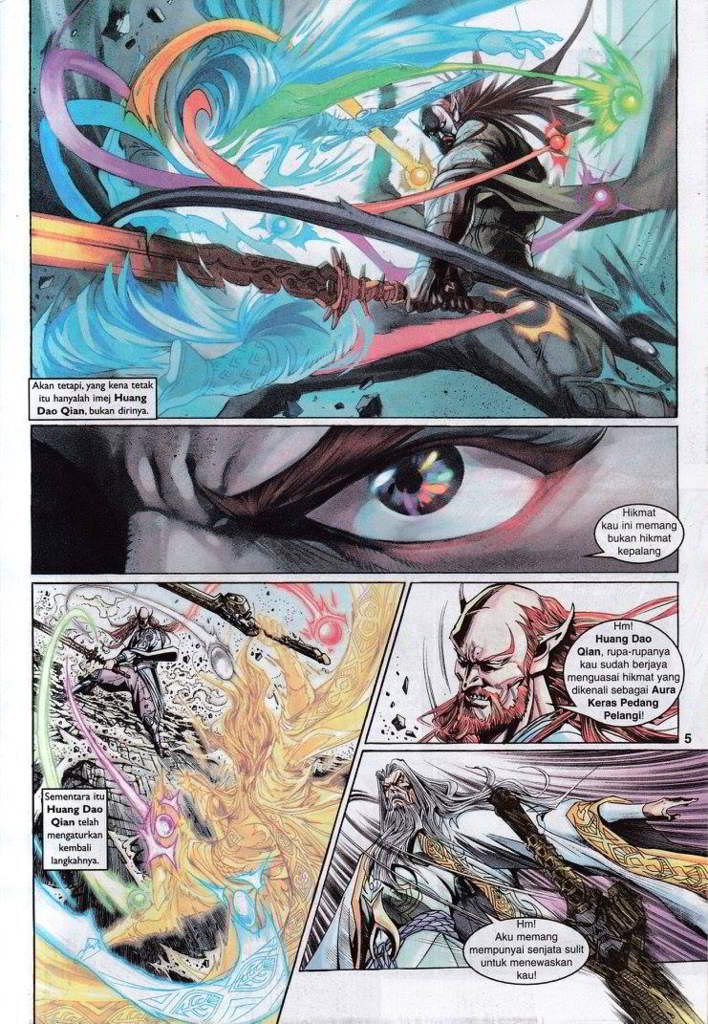 Akan tetapi, yang kena tetak
itu hanyalah imej Huang
Dao Qian, bukan dirinya.
Hikmat
kau ini memang
bukan hikmat
kepalang
Hm!
Huang Dao
Qian, rupa-rupanya
kau sudah berjaya
menguasai hikmat yang
dikenali sebagai Aura
Keras Pedang
Pelangi!
5
Sementara itu
Huang Dao
Qian telah
mengaturkan
kembali
langkahnya.
Hm!
Aku memang
mempunyai senjata sulit
untuk menewaskan
kau!